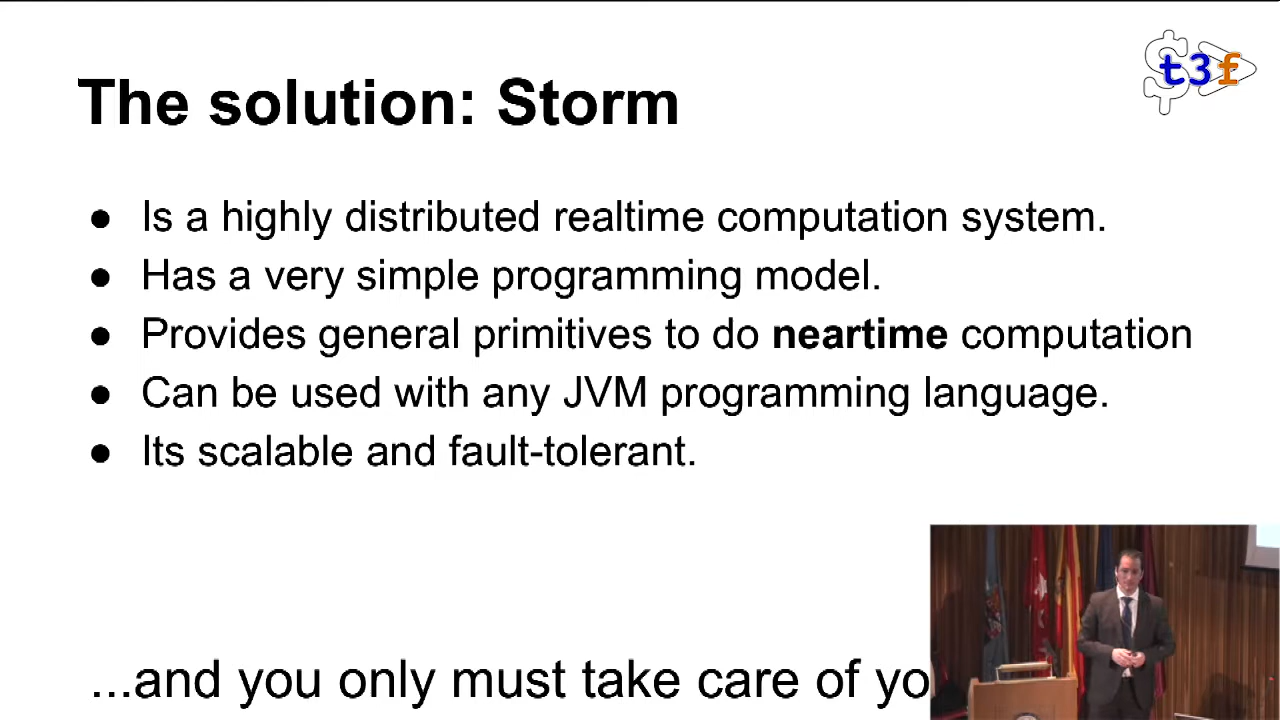 t3f
The solution: Storm
● Is a highly distributed realtime computation system.
● Has a very simple programming model.
● Provides general primitives to do neartime computation
● Can be used with any JVM programming language.
● Its scalable and fault-tolerant.
...and you only must take care of